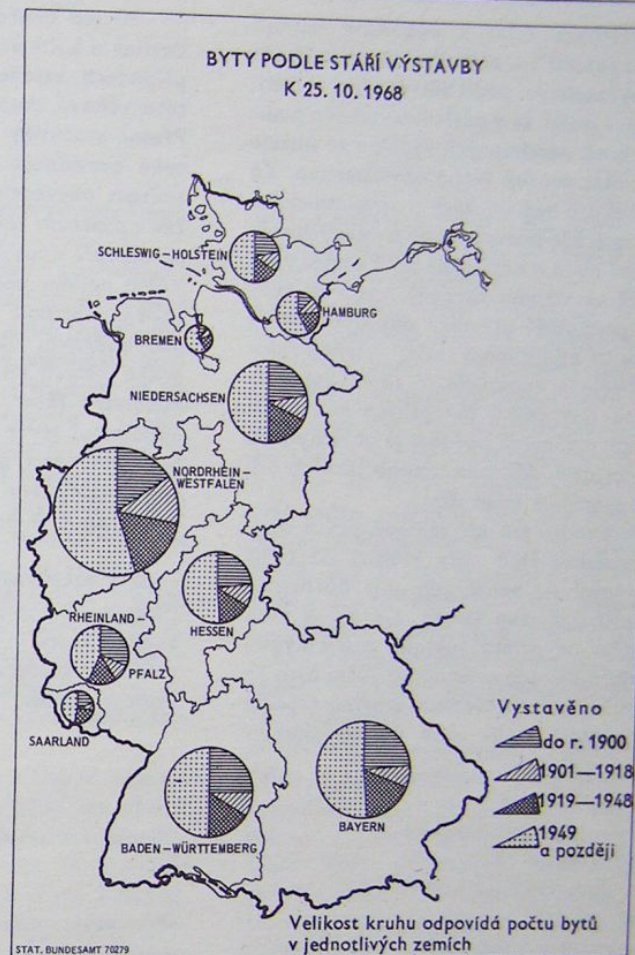 BYTY PODLE STÁŘÍ VÝSTAVBY
K 25. 10. 1968
SCHLESWIG-HOLSTEIN
HAMBURG
BREMEN
NIEDERSACHSEN
NORDRHEIN-
WESTFALEN
HESSEN
RHEINLAND-
PFALZ
SAARLAND
BADEN-WÜRTTEMBERG
BAYERN
Vystavěno
do r. 1900
1901—1918
1919—1948
1949
a později
Velikost kruhu odpovídá počtu bytů
v jednotlivých zemích
STAT. BUNDESAMT 70279